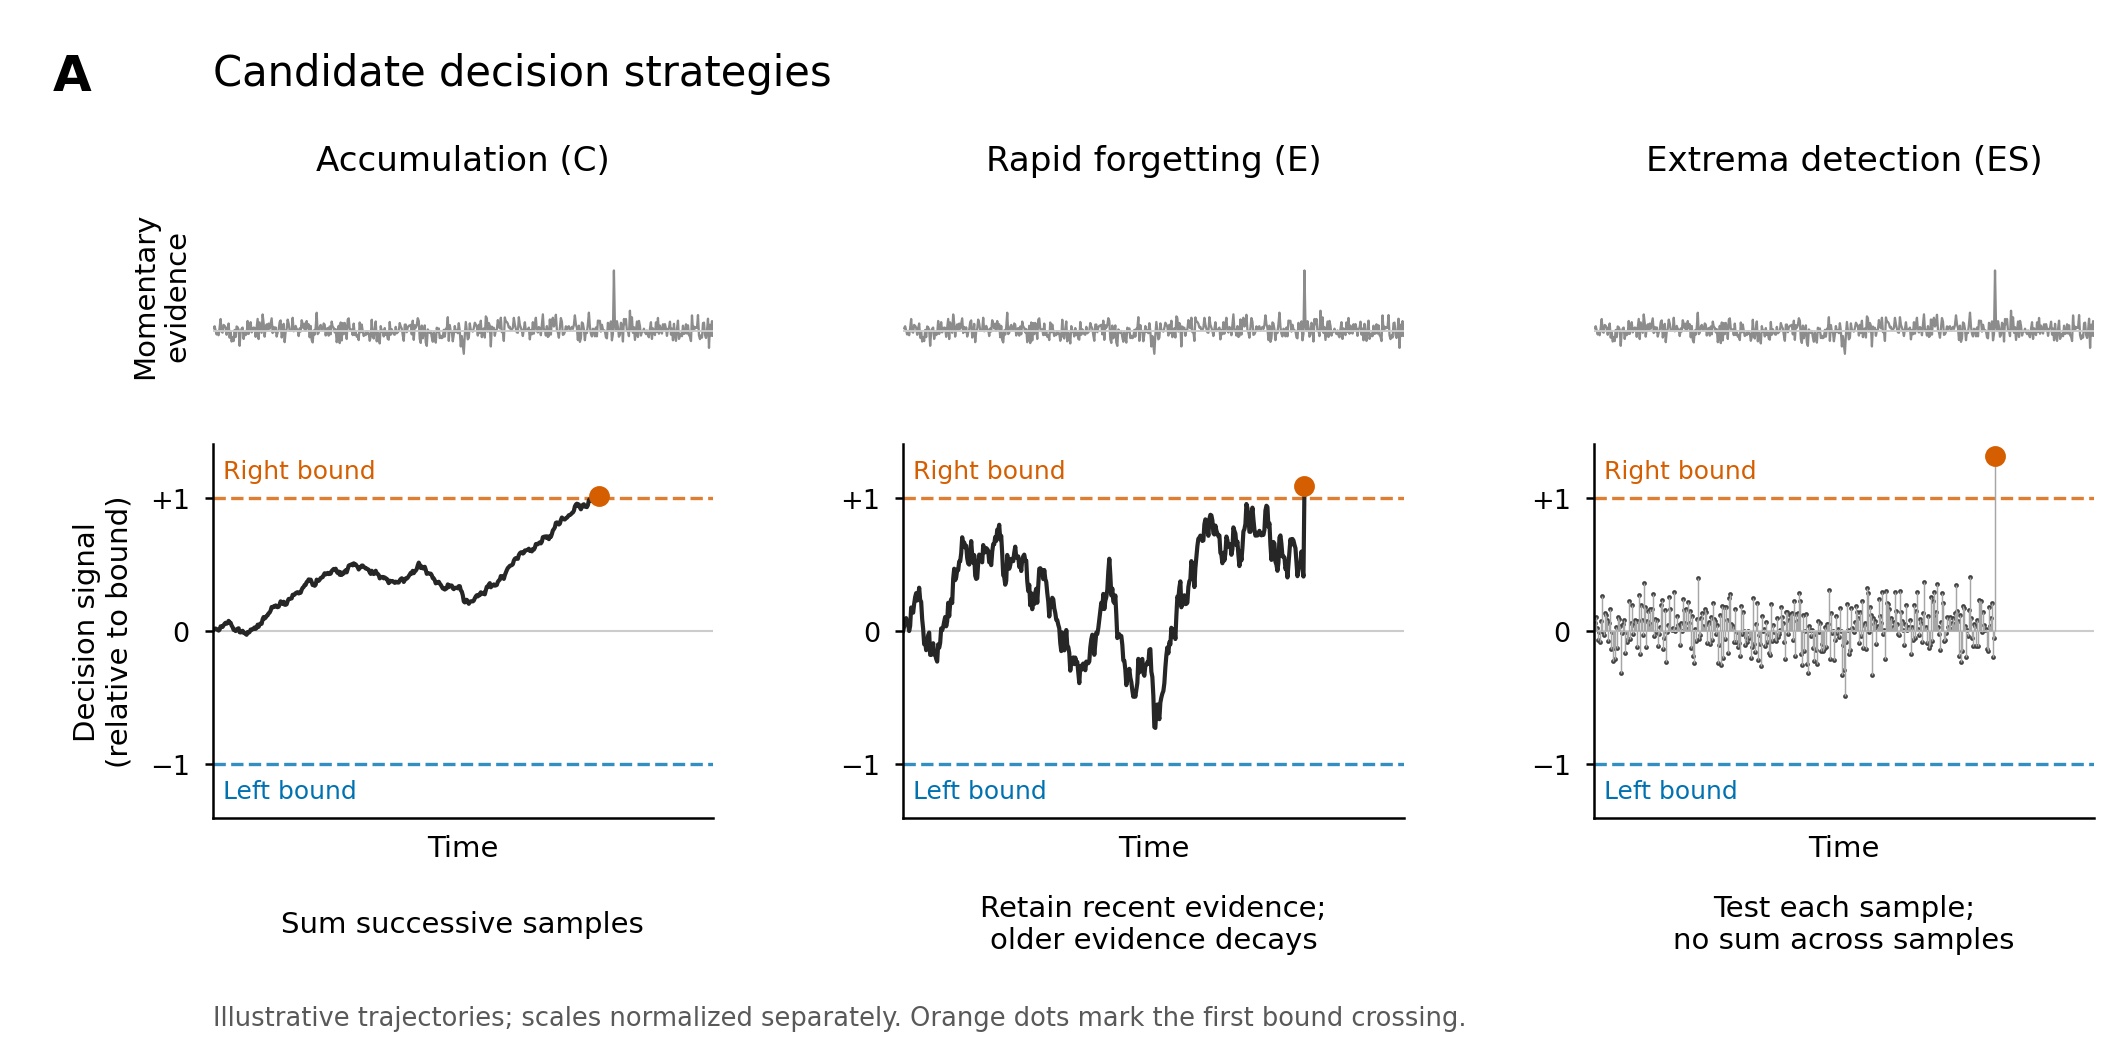 A
Candidate decision strategies
Accumulation (C)
Rapid forgetting (E)
Extrema detection (ES)
Momentary
evidence
Decision signal
(relative to bound)
+1
0
−1
Right bound
Left bound
Time
+1
0
−1
Right bound
Left bound
Time
+1
0
−1
Right bound
Left bound
Time
Sum successive samples
Retain recent evidence;
older evidence decays
Test each sample;
no sum across samples
Illustrative trajectories; scales normalized separately. Orange dots mark the first bound crossing.